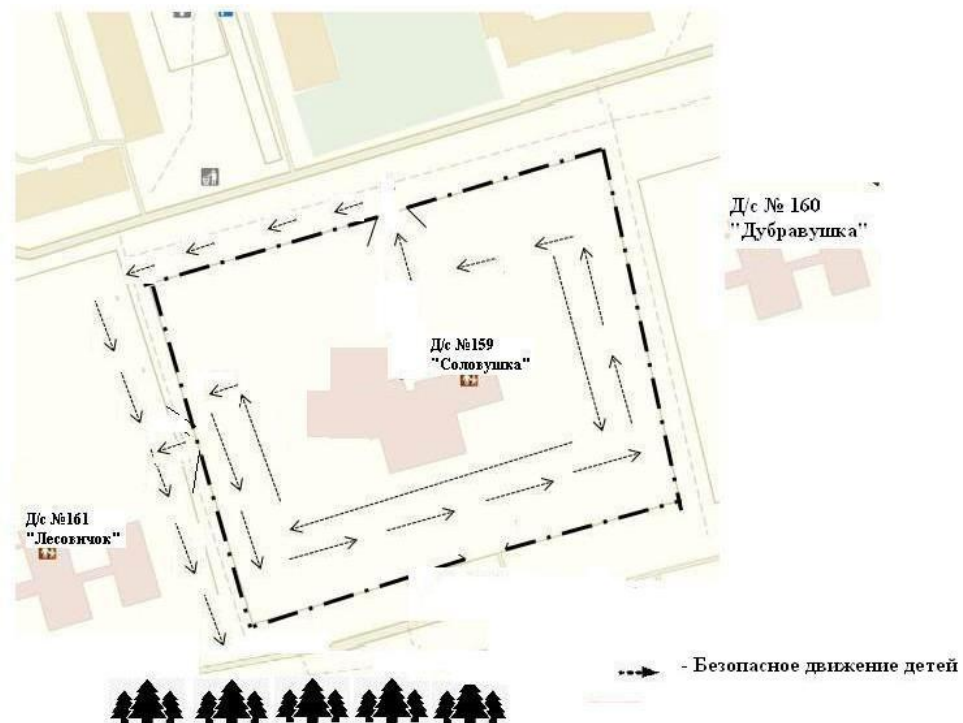 Д/с № 160
"Дубравушка"
Д/с №159
"Соловушка"
Д/с №161
"Лесовичок"
- Безопасное движение детей